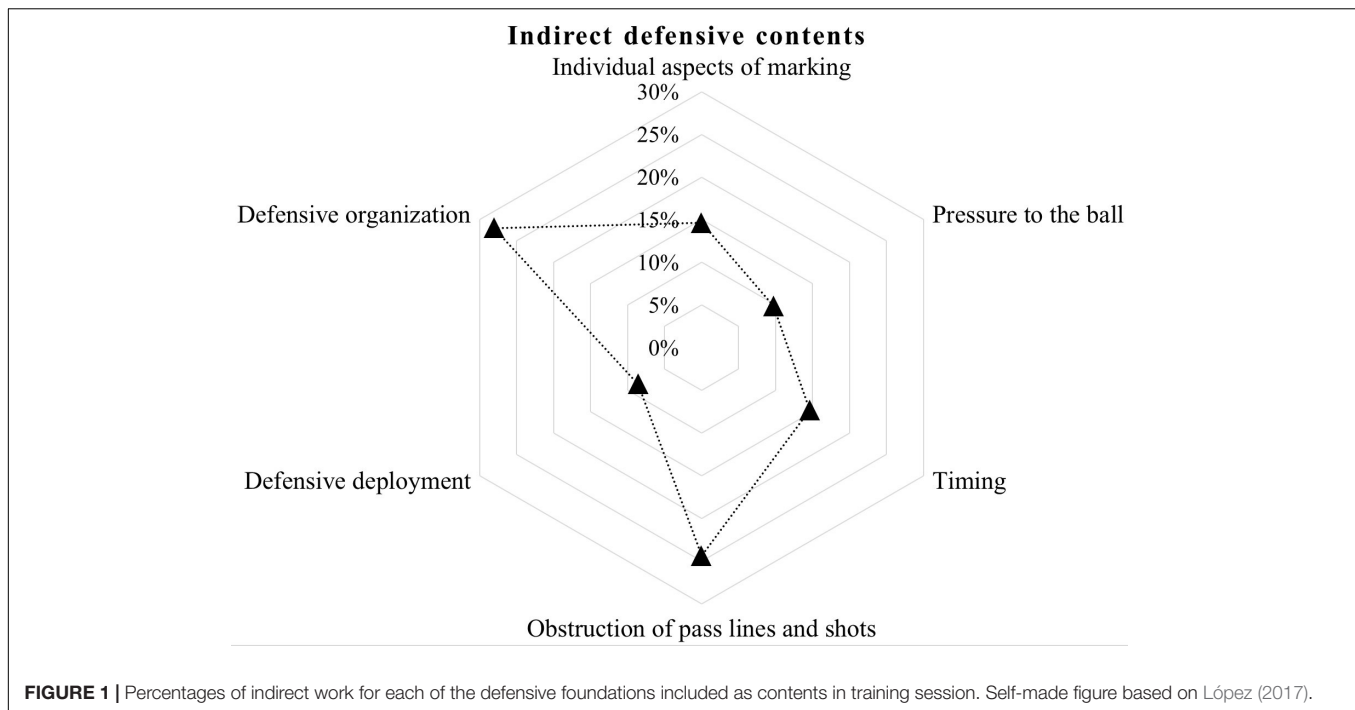 Indirect defensive contents
Individual aspects of marking
30%
25%
20%
15%
10%
5%
0%
Defensive organization
Pressure to the ball
Defensive deployment
Timing
Obstruction of pass lines and shots
FIGURE 1 | Percentages of indirect work for each of the defensive foundations included as contents in training session. Self-made figure based on López (2017).